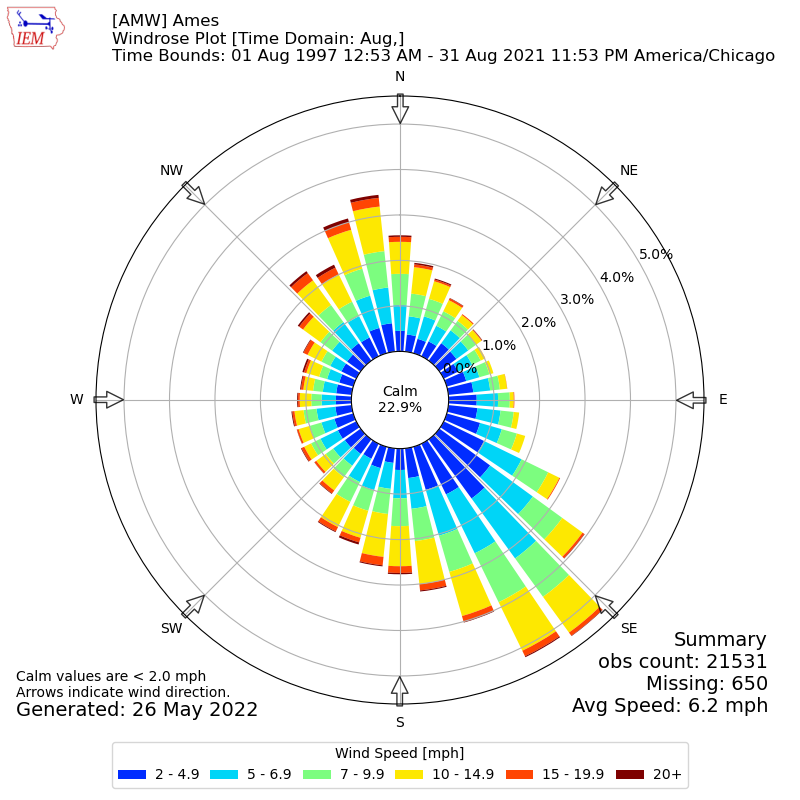 IEM
[AMW] Ames
Windrose Plot [Time Domain: Aug,]
Time Bounds: 01 Aug 1997 12:53 AM - 31 Aug 2021 11:53 PM America/Chicago
N
NW
NE
5.0%
4.0%
3.0%
2.0%
1.0%
0.0%
W
Calm
22.9%
E
SW
SE
S
Summary
obs count: 21531
Missing: 650
Avg Speed: 6.2 mph
Calm values are < 2.0 mph
Arrows indicate wind direction.
Generated: 26 May 2022
Wind Speed [mph]
2 - 4.9 5 - 6.9 7 - 9.9 10 - 14.9 15 - 19.9 20+